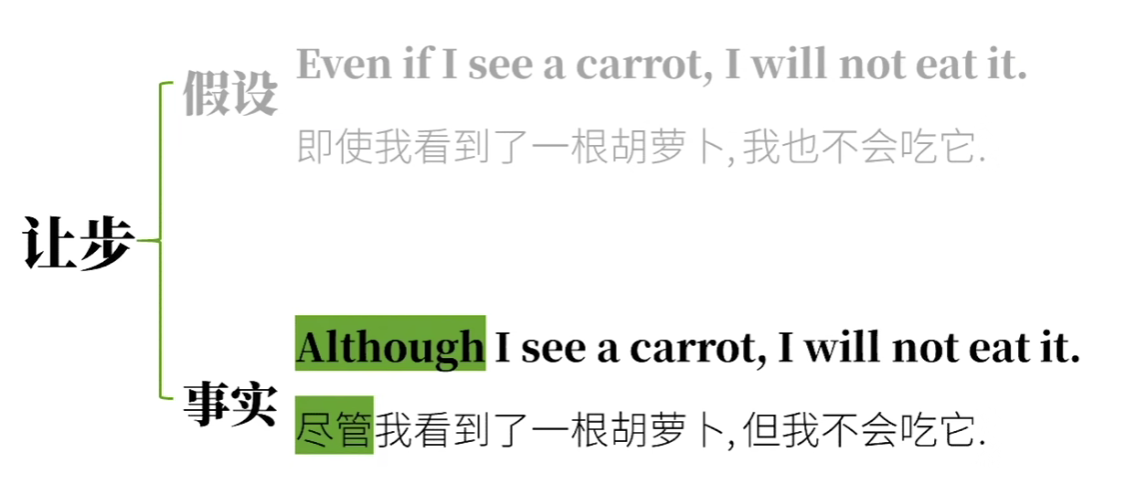 假设
Even if I see a carrot, I will not eat it.
即使我看到了一根胡萝卜, 我也不会吃它.
让步
事实
Although I see a carrot, I will not eat it.
尽管我看到了一根胡萝卜, 但我不会吃它.